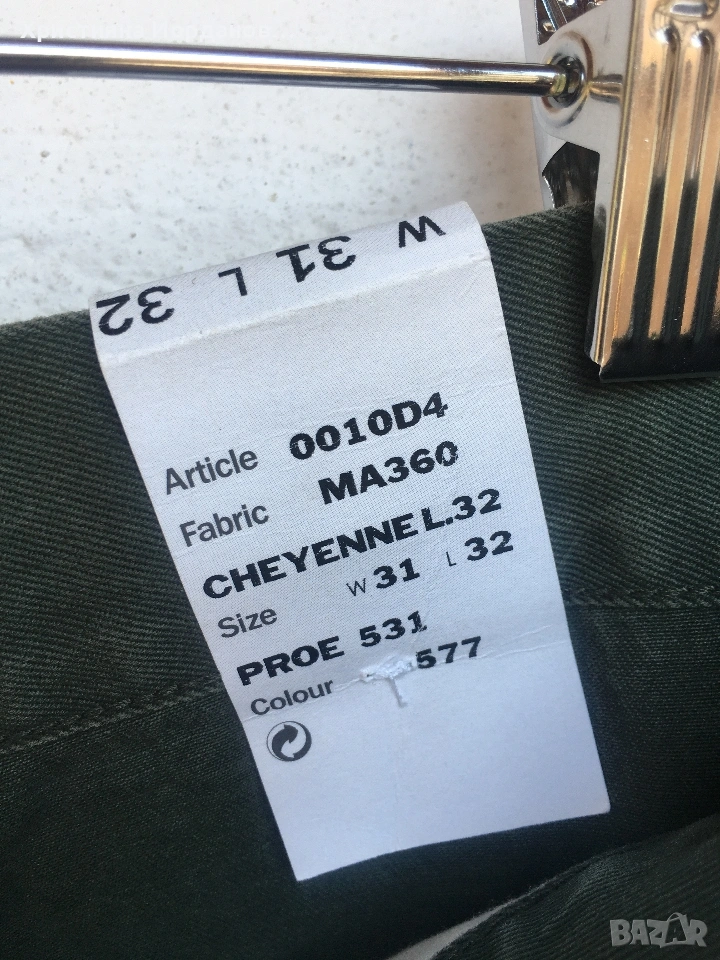 W 31 L 32
Article 0010D4
Fabric MA360
CHEYENNE L.32
Size W 31 L 32
PROE 531
Colour 577
BAZAR